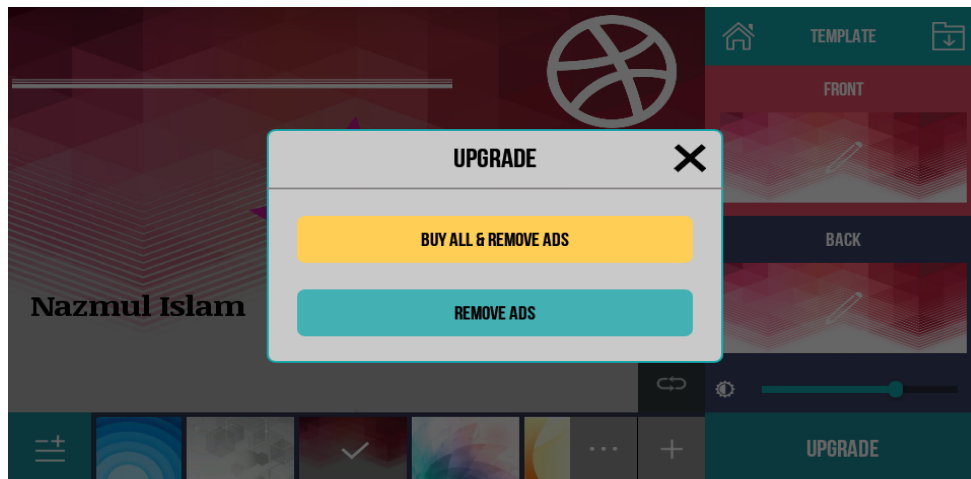 TEMPLATE
FRONT
UPGRADE
BUY ALL & REMOVE ADS
BACK
Nazmul Islam
REMOVE ADS
UPGRADE